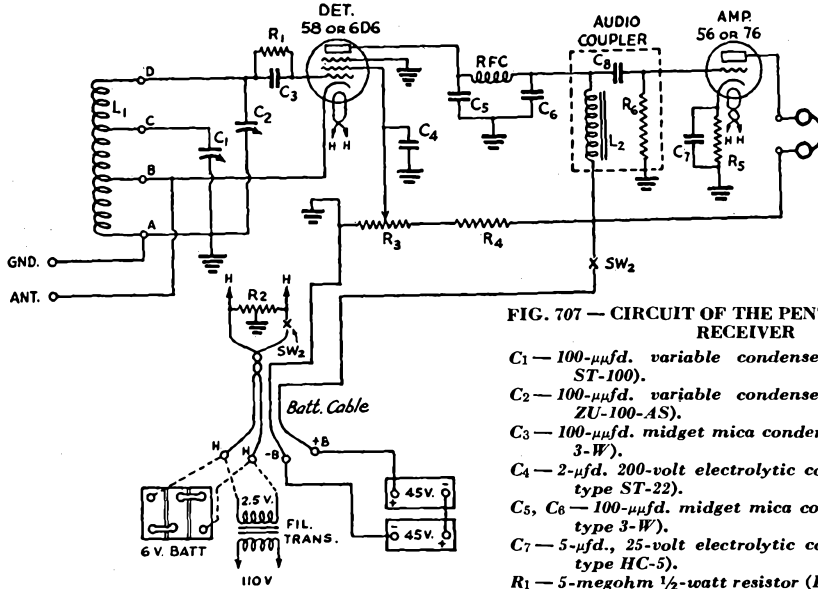 DET.
58 OR 6D6
AMP.
56 OR 76
AUDIO
COUPLER
R1
C3
D
L1
C
C1
C2
B
A
H H
C4
RFC
C5
C6
C8
L2
R6
C7
H H
R5
GND.
ANT.
R3
R4
SW2
H
R2
H
SW2
Batt. Cable
H
H
-B
+B
2.5 V.
FIL.
TRANS.
110 V
6 V. BATT
45 V.
+ -
45 V.
- +
FIG. 707 — CIRCUIT OF THE PEN
RECEIVER
C1 — 100-μμfd. variable condense
ST-100).
C2 — 100-μμfd. variable condense
ZU-100-AS).
C3 — 100-μμfd. midget mica conden
3-W).
C4 — 2-μfd. 200-volt electrolytic co
type ST-22).
C5, C6 — 100-μμfd. midget mica co
type 3-W).
C7 — 5-μfd., 25-volt electrolytic co
type HC-5).
R1 — 5-megohm ½-watt resistor (